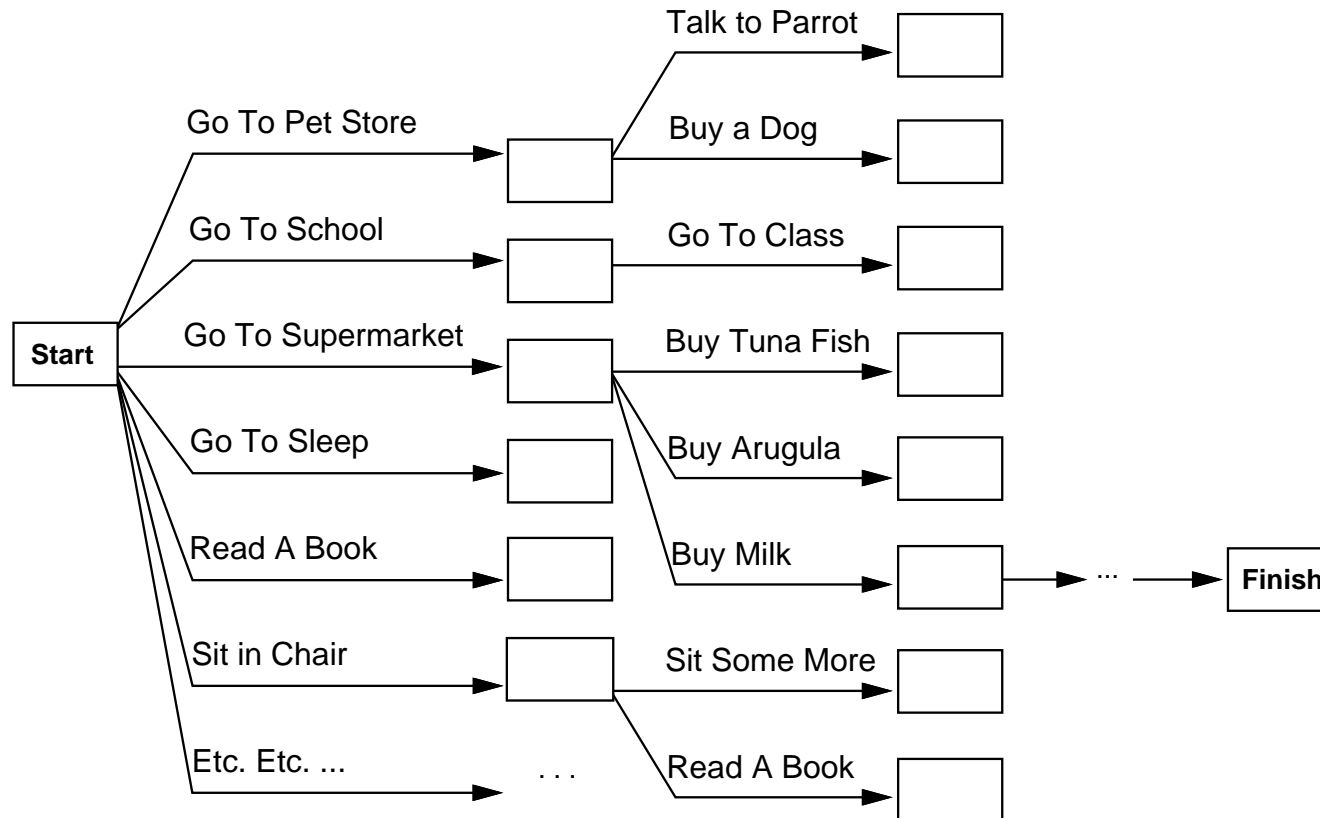 Talk to Parrot
Go To Pet Store
Buy a Dog
Go To School
Go To Class
Start
Go To Supermarket
Buy Tuna Fish
Go To Sleep
Buy Arugula
Read A Book
Buy Milk
...
Finish
Sit in Chair
Sit Some More
Etc. Etc. ...
. . .
Read A Book